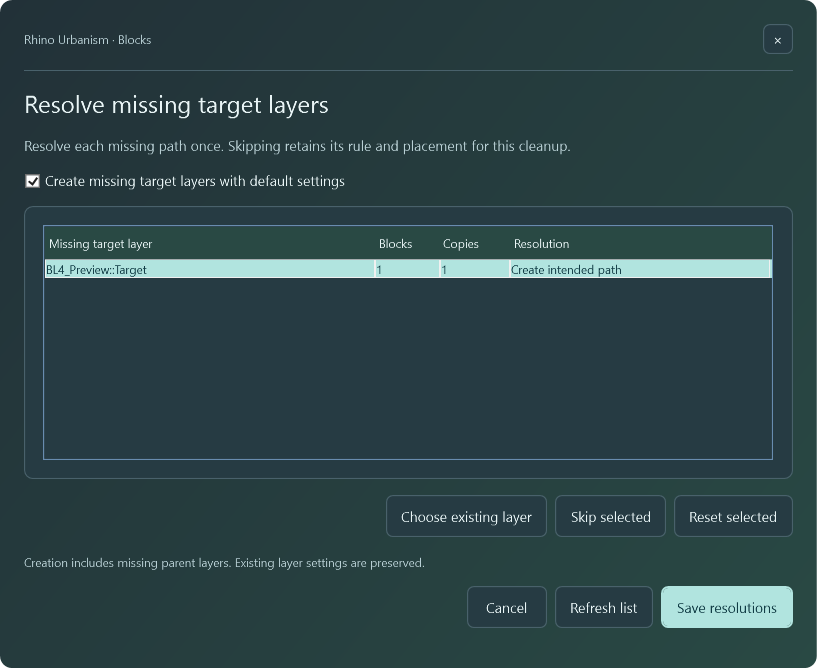 Rhino Urbanism · Blocks
×
Resolve missing target layers
Resolve each missing path once. Skipping retains its rule and placement for this cleanup.
Create missing target layers with default settings
Missing target layer Blocks Copies Resolution
BL4_Preview::Target 1 1 Create intended path
Choose existing layer Skip selected Reset selected
Creation includes missing parent layers. Existing layer settings are preserved.
Cancel Refresh list Save resolutions